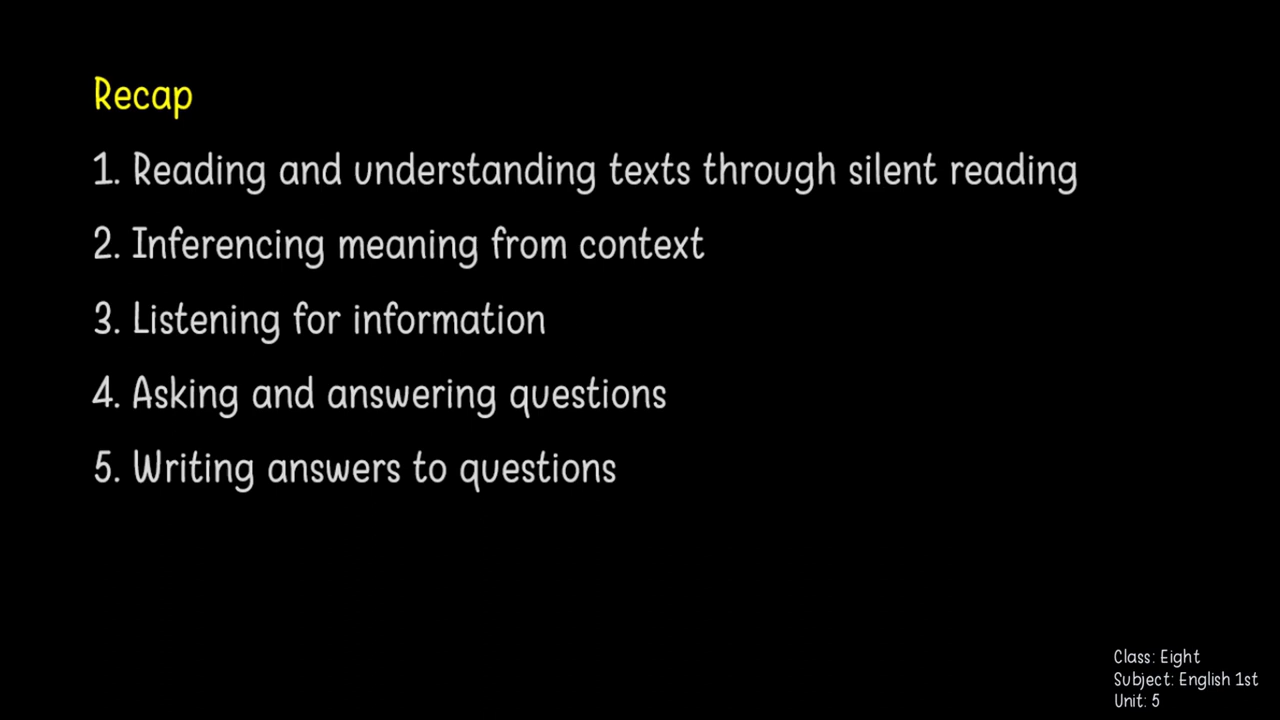 Recap
1. Reading and understanding texts through silent reading
2. Inferencing meaning from context
3. Listening for information
4. Asking and answering questions
5. Writing answers to questions
Class: Eight
Subject: English 1st
Unit: 5